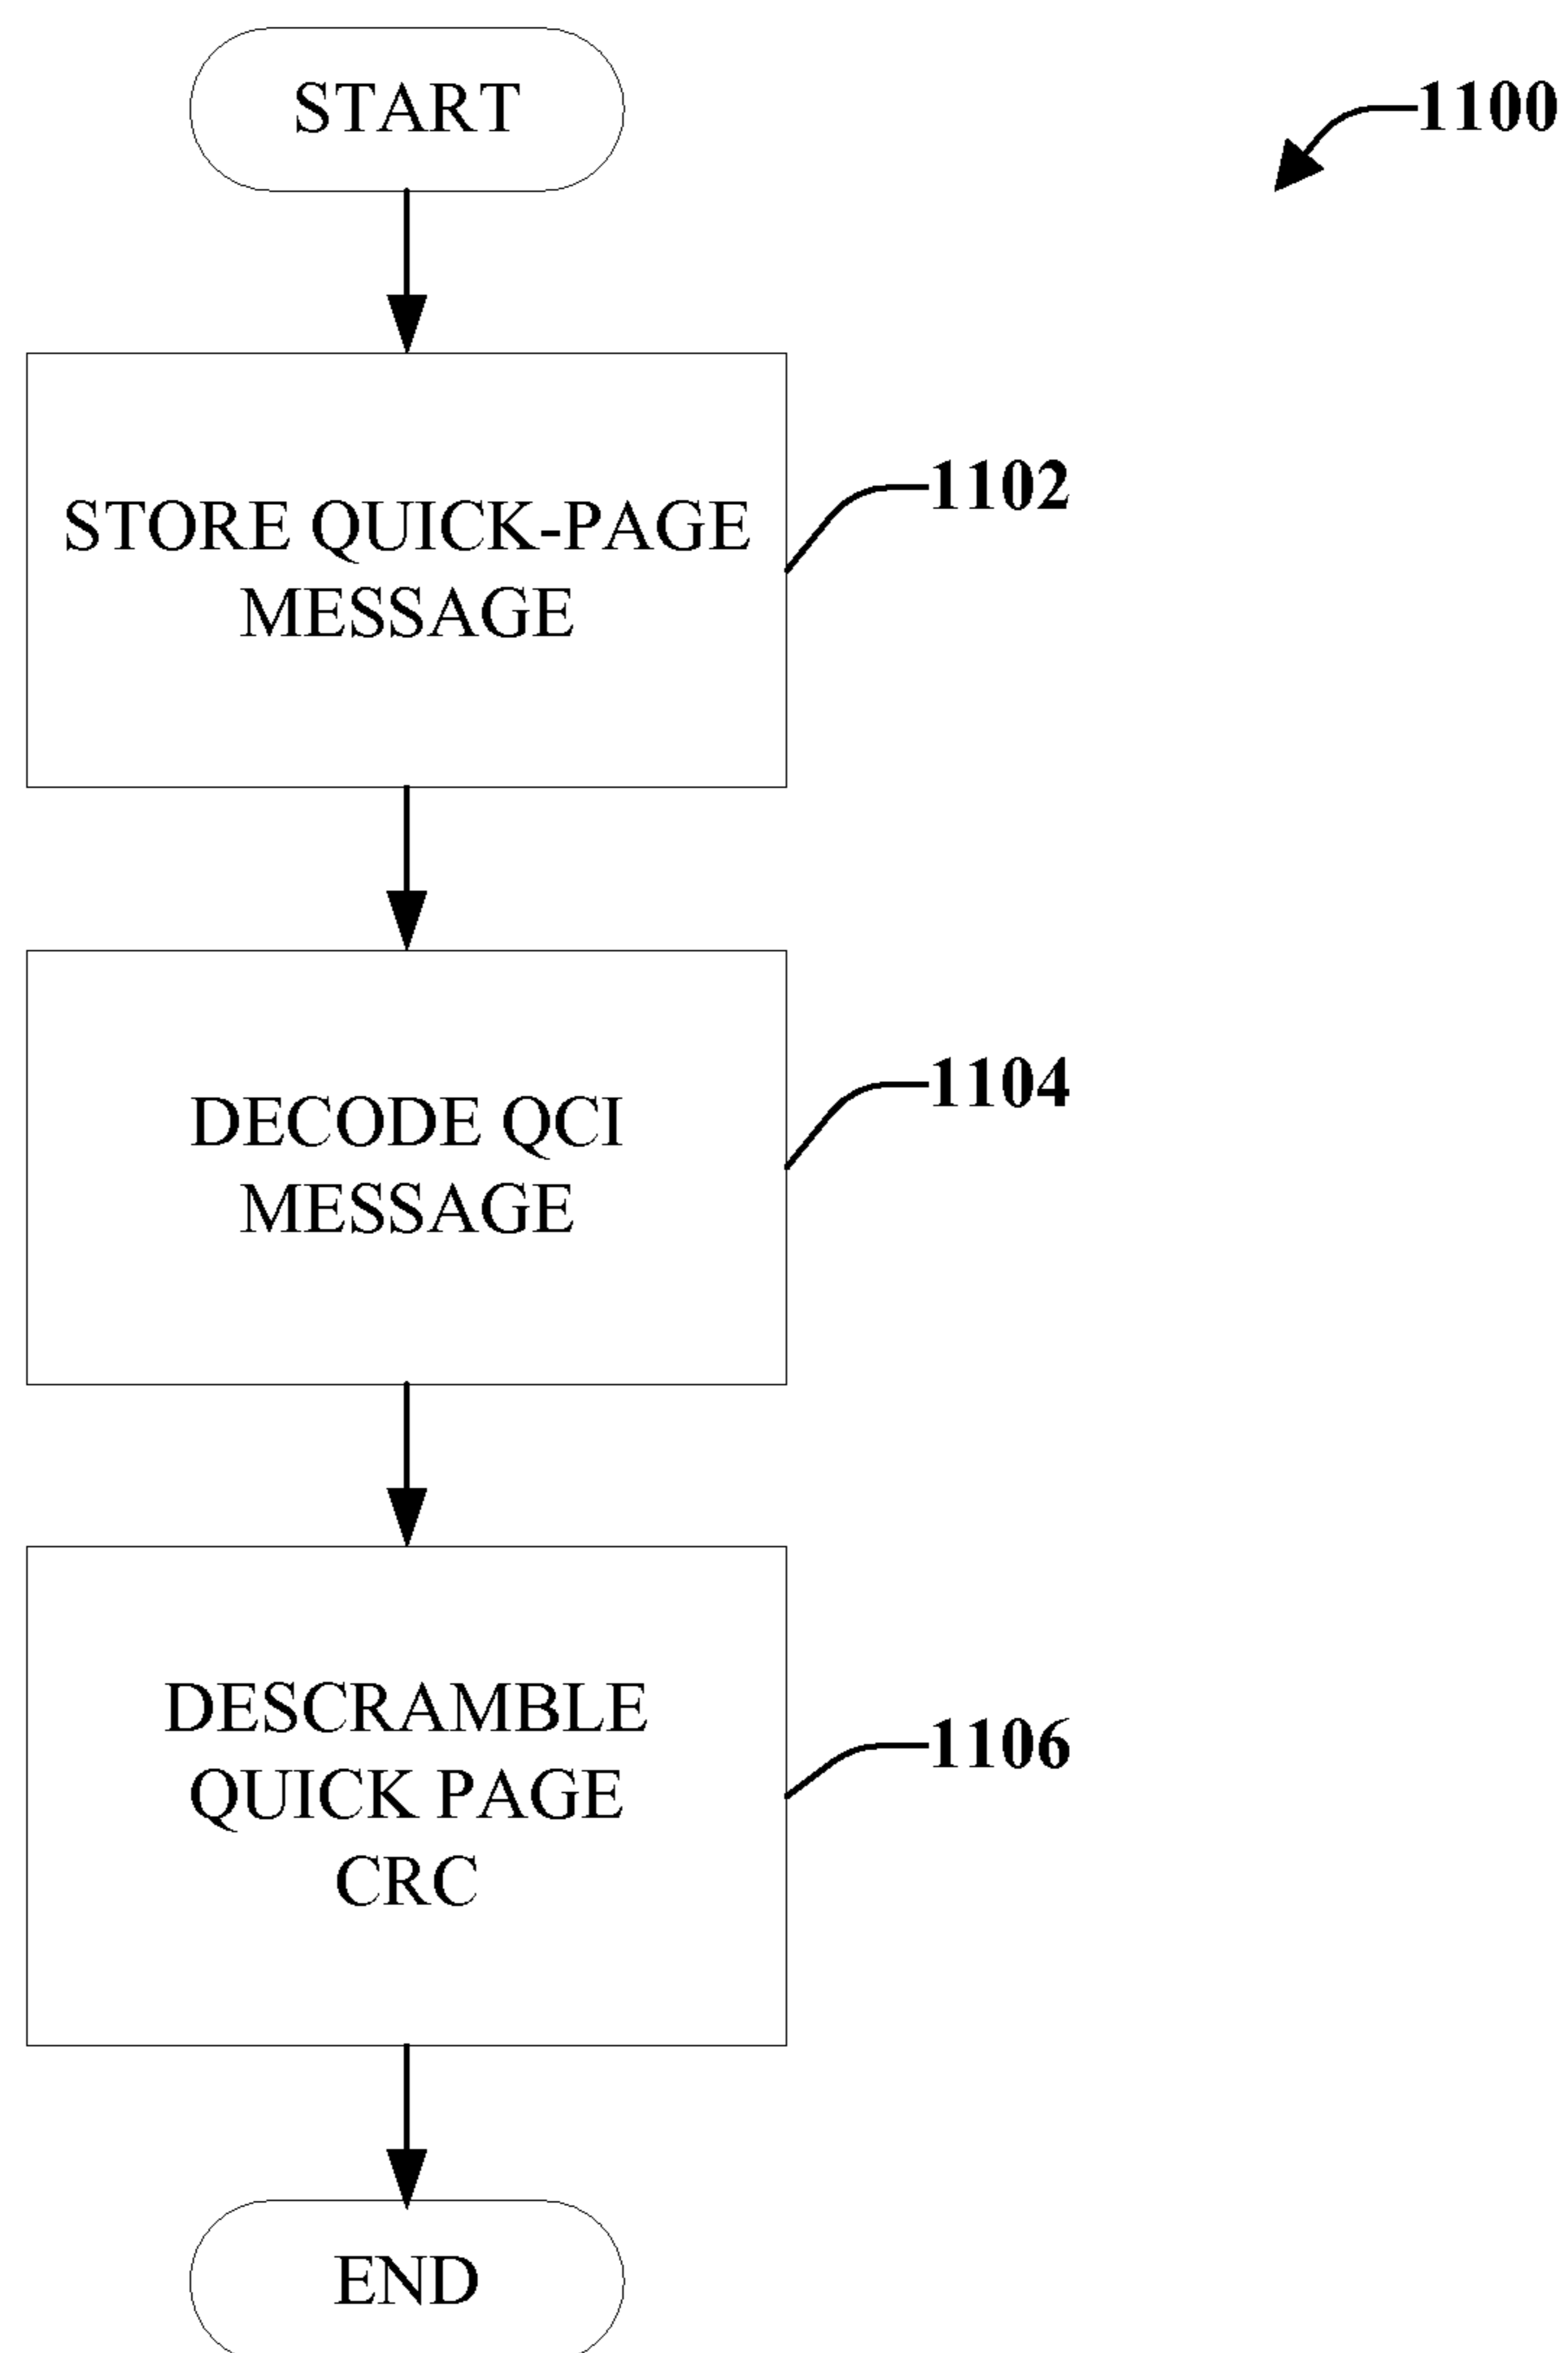 START
1100
STORE QUICK-PAGE
MESSAGE
1102
DECODE QCI
MESSAGE
1104
DESCRAMBLE
QUICK PAGE
CRC
1106
END